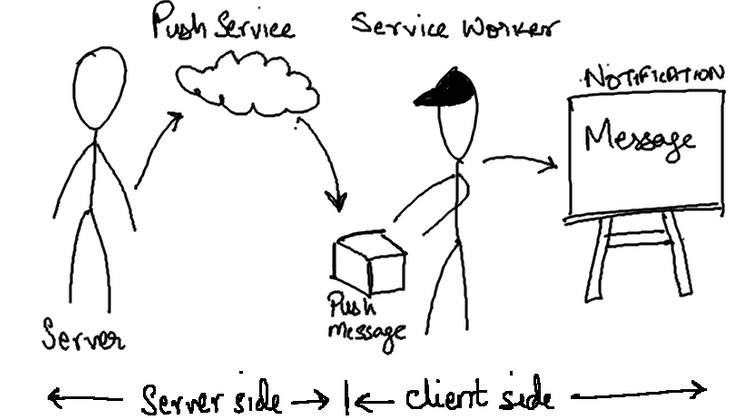 Push Service
Service Worker
NOTIFICATION
Message
Push
Message
Server
Server side
client side